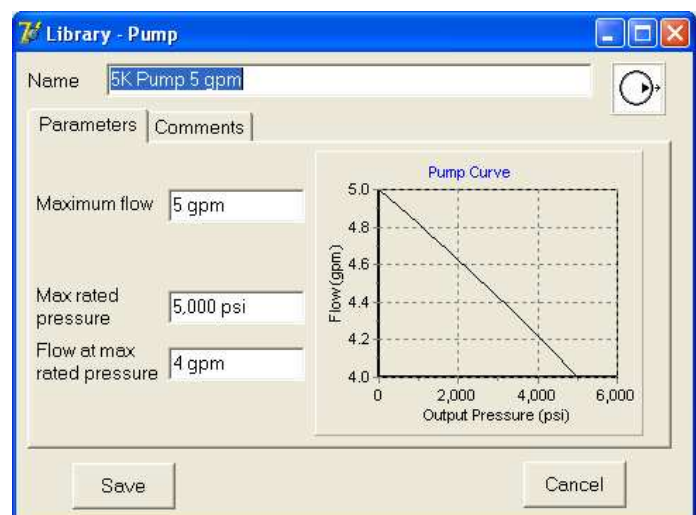 Library - Pump
Name 5K Pump 5 gpm
Parameters Comments
Maximum flow 5 gpm
Max rated
pressure 5,000 psi
Flow at max
rated pressure 4 gpm
Pump Curve
Flow (gpm)
5.0
4.8
4.6
4.4
4.2
4.0
0 2,000 4,000 6,000
Output Pressure (psi)
Save Cancel